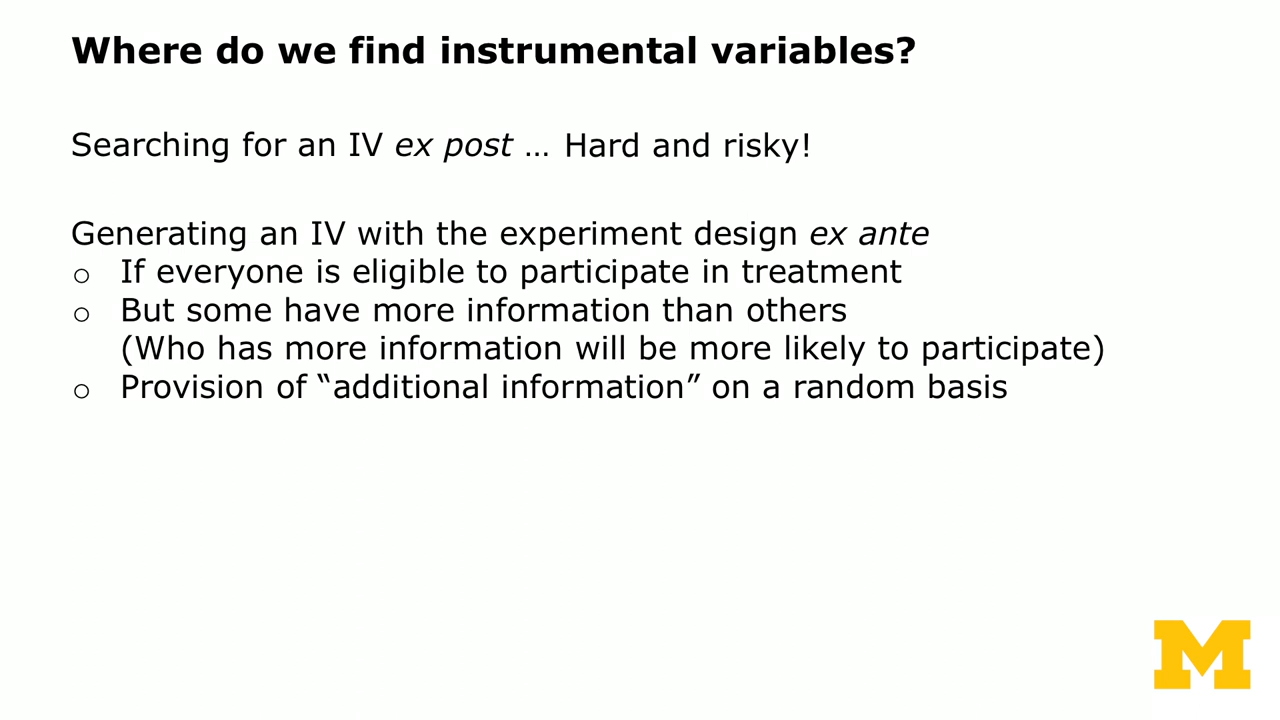 Where do we find instrumental variables?
Searching for an IV ex post … Hard and risky!
Generating an IV with the experiment design ex ante
o If everyone is eligible to participate in treatment
o But some have more information than others
(Who has more information will be more likely to participate)
o Provision of “additional information” on a random basis
M